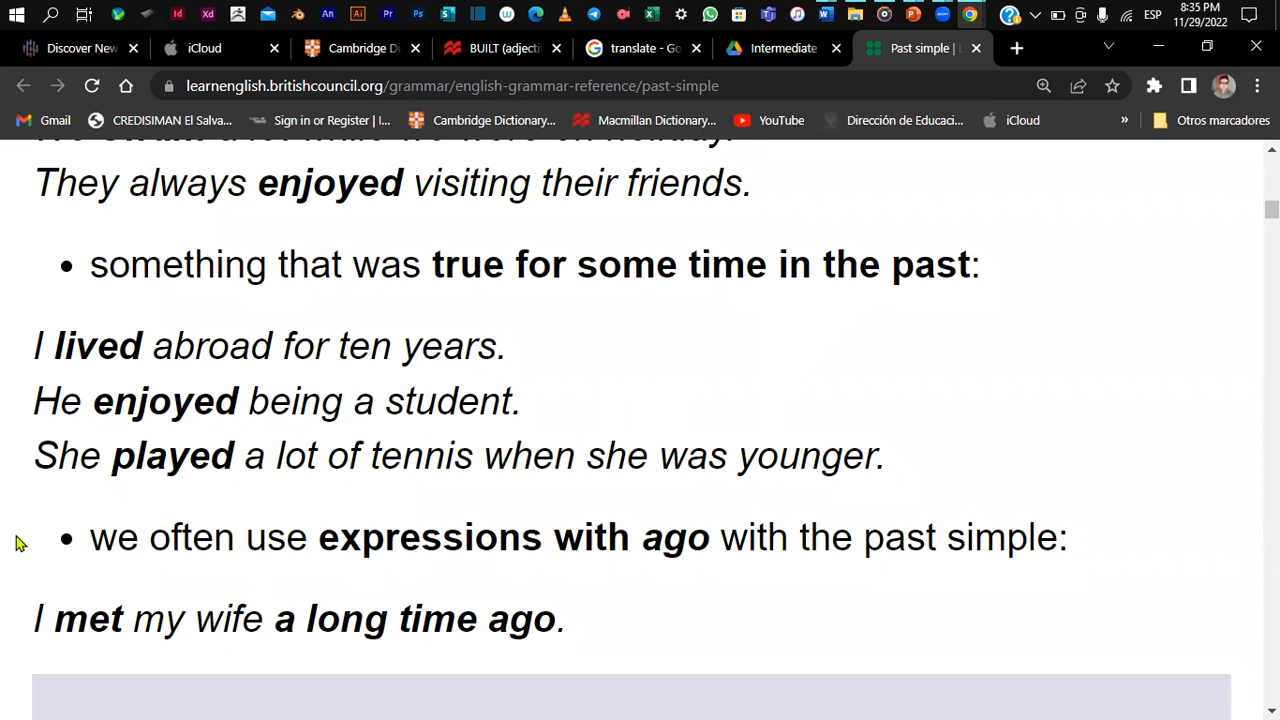 8:35 PM
ESP
11/29/2022
Discover New
iCloud
Cambridge Di
BUILT (adjecti
translate - Go
Intermediate
Past simple |
learnenglish.britishcouncil.org/grammar/english-grammar-reference/past-simple
Gmail
CREDISIMAN El Salva...
Sign in or Register | I...
Cambridge Dictionary...
Macmillan Dictionary...
YouTube
Dirección de Educaci...
iCloud
»
Otros marcadores
They always enjoyed visiting their friends.
• something that was true for some time in the past:
I lived abroad for ten years.
He enjoyed being a student.
She played a lot of tennis when she was younger.
• we often use expressions with ago with the past simple:
I met my wife a long time ago.